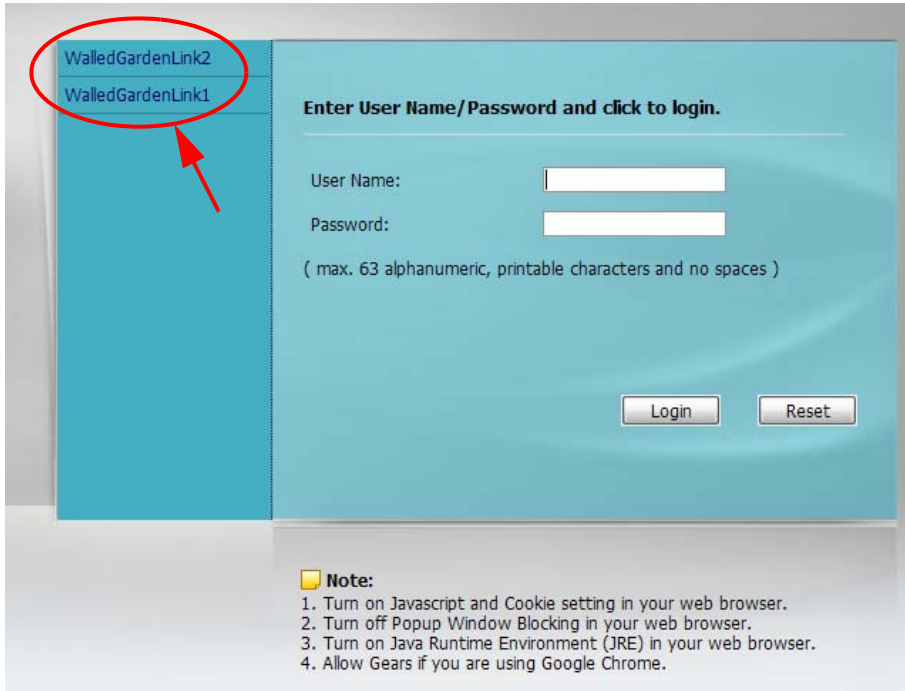 WalledGardenLink2
WalledGardenLink1
Enter User Name/Password and click to login.
User Name:
Password:
( max. 63 alphanumeric, printable characters and no spaces )
Login
Reset
Note:
1. Turn on Javascript and Cookie setting in your web browser.
2. Turn off Popup Window Blocking in your web browser.
3. Turn on Java Runtime Environment (JRE) in your web browser.
4. Allow Gears if you are using Google Chrome.